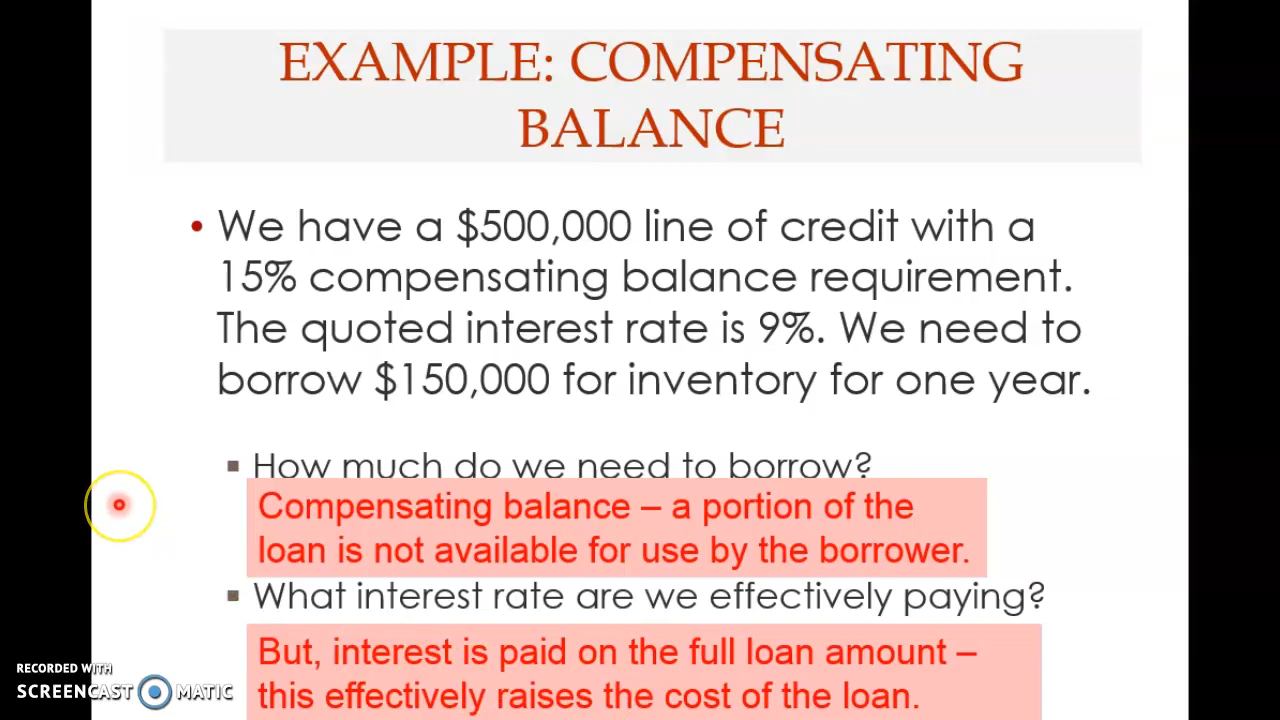 EXAMPLE: COMPENSATING
BALANCE
• We have a $500,000 line of credit with a
15% compensating balance requirement.
The quoted interest rate is 9%. We need to
borrow $150,000 for inventory for one year.
▪ How much do we need to borrow?
Compensating balance – a portion of the
loan is not available for use by the borrower.
▪ What interest rate are we effectively paying?
But, interest is paid on the full loan amount –
this effectively raises the cost of the loan.
RECORDED WITH
SCREENCAST MATIC